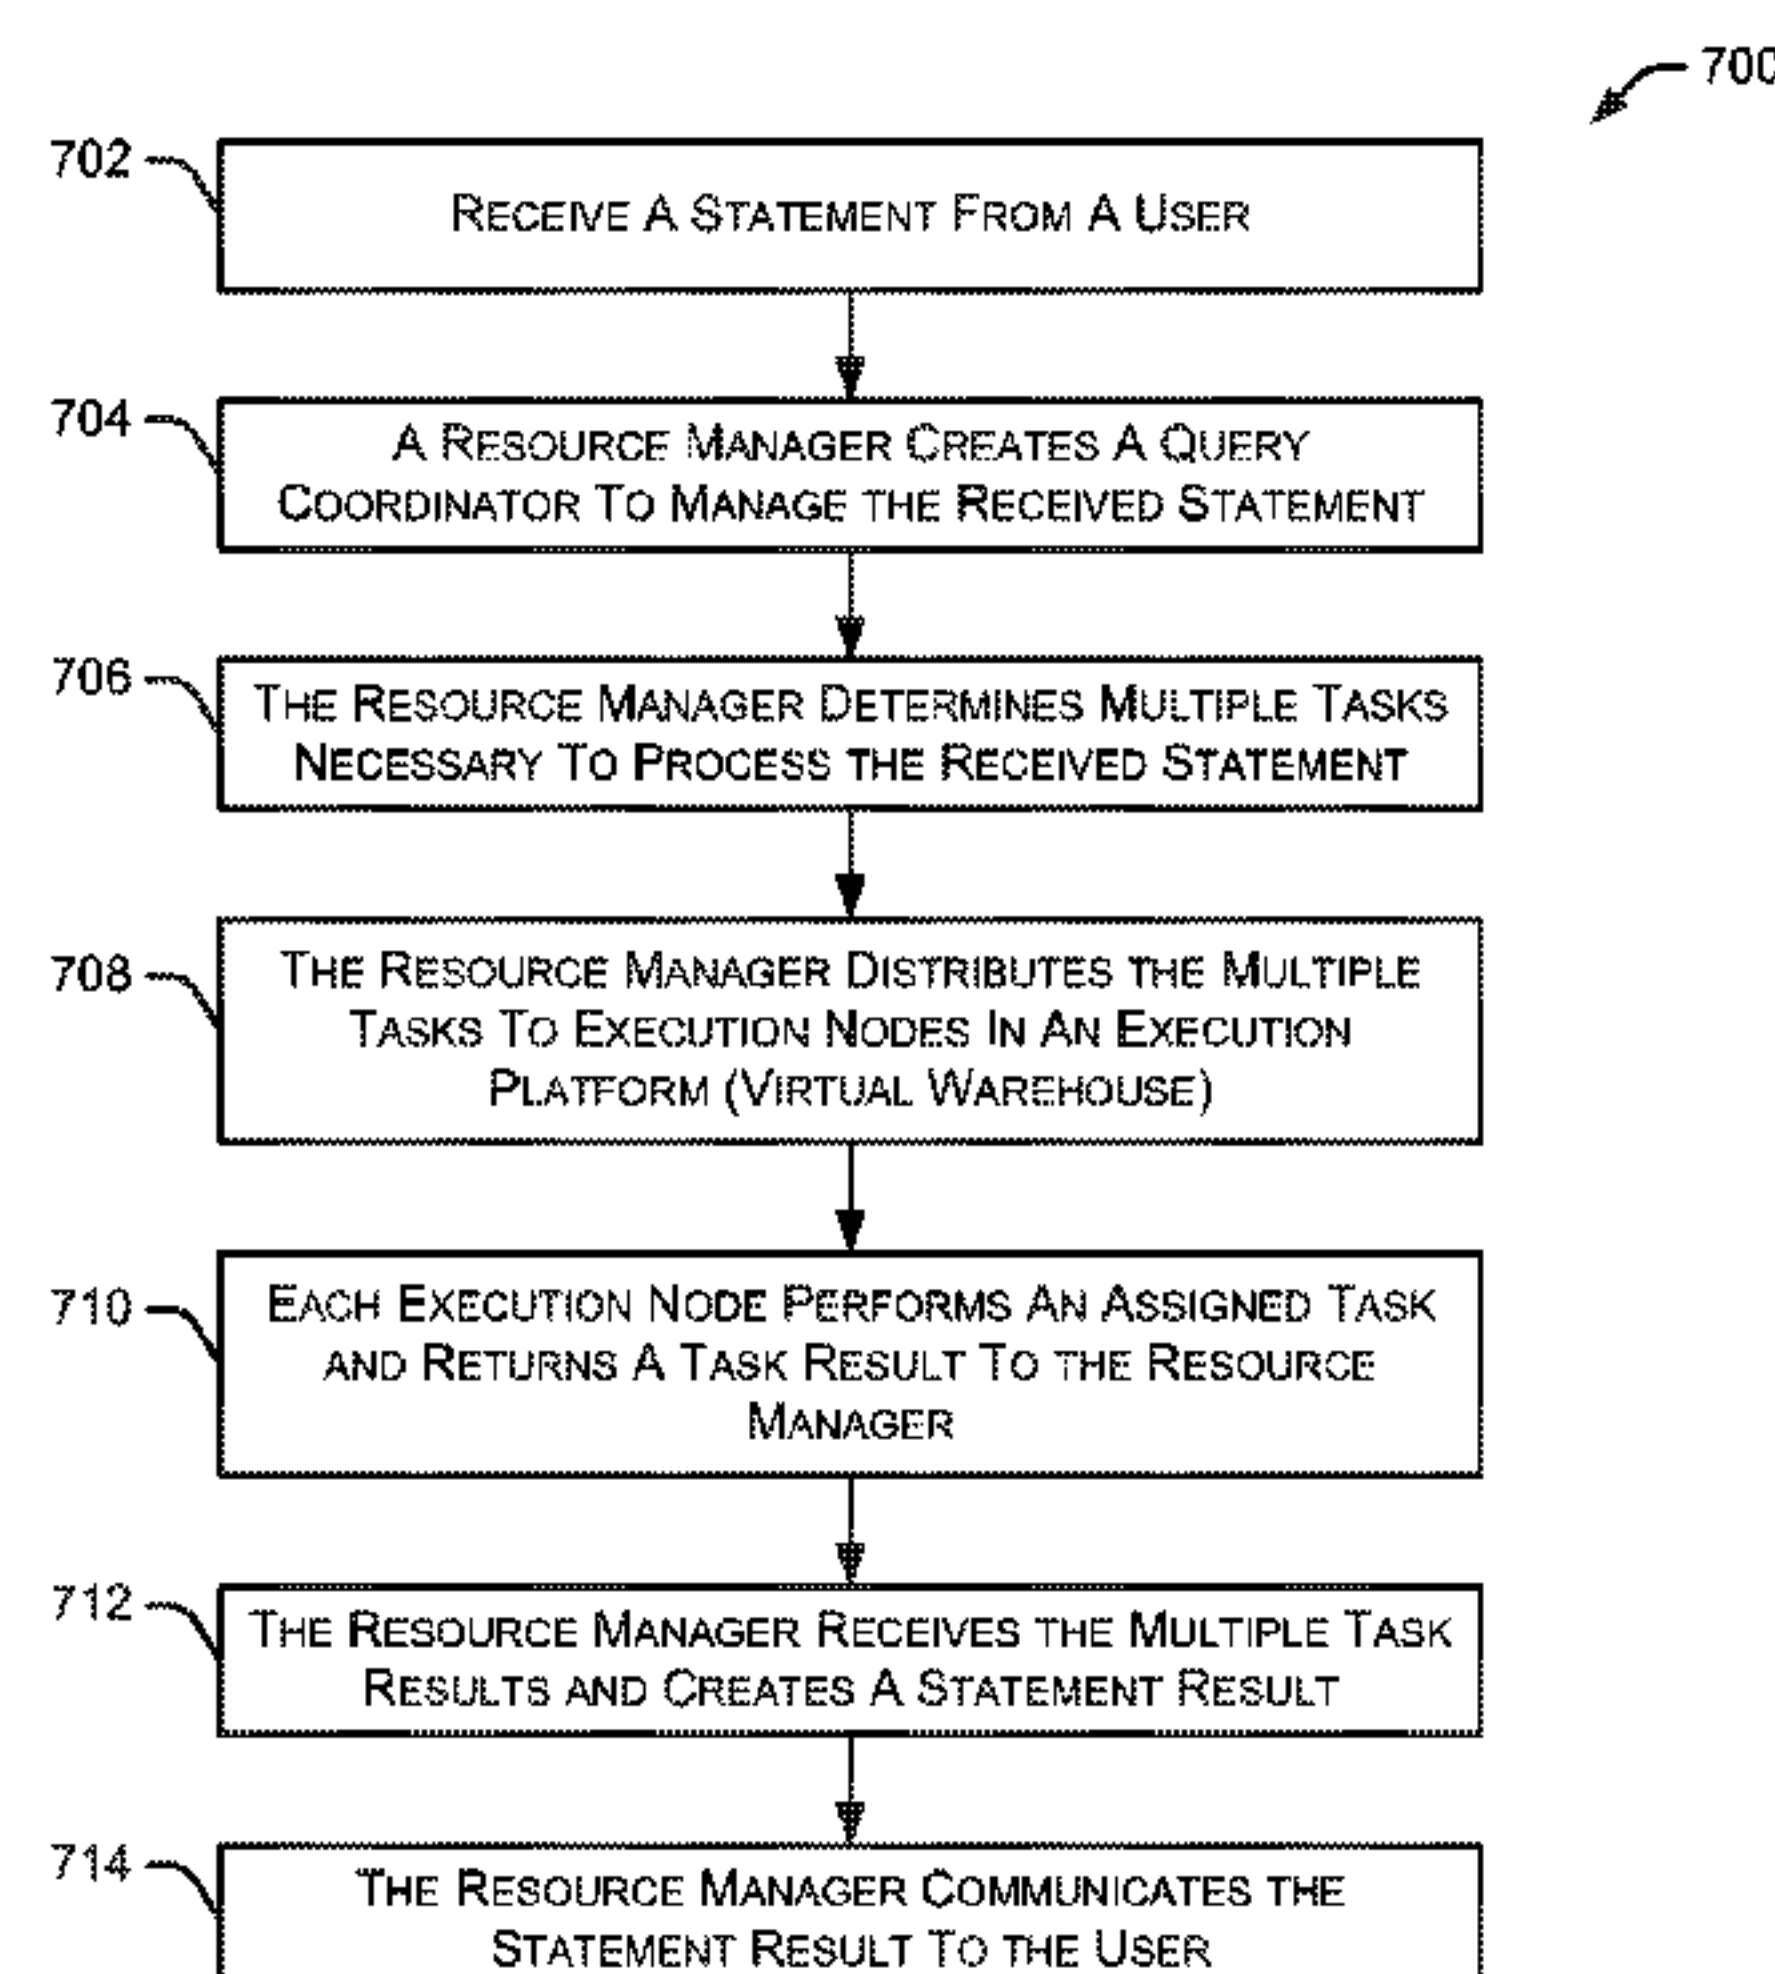 700
702
RECEIVE A STATEMENT FROM A USER
704
A RESOURCE MANAGER CREATES A QUERY
COORDINATOR TO MANAGE THE RECEIVED STATEMENT
706
THE RESOURCE MANAGER DETERMINES MULTIPLE TASKS
NECESSARY TO PROCESS THE RECEIVED STATEMENT
708
THE RESOURCE MANAGER DISTRIBUTES THE MULTIPLE
TASKS TO EXECUTION NODES IN AN EXECUTION
PLATFORM (VIRTUAL WAREHOUSE)
710
EACH EXECUTION NODE PERFORMS AN ASSIGNED TASK
AND RETURNS A TASK RESULT TO THE RESOURCE
MANAGER
712
THE RESOURCE MANAGER RECEIVES THE MULTIPLE TASK
RESULTS AND CREATES A STATEMENT RESULT
714
THE RESOURCE MANAGER COMMUNICATES THE
STATEMENT RESULT TO THE USER